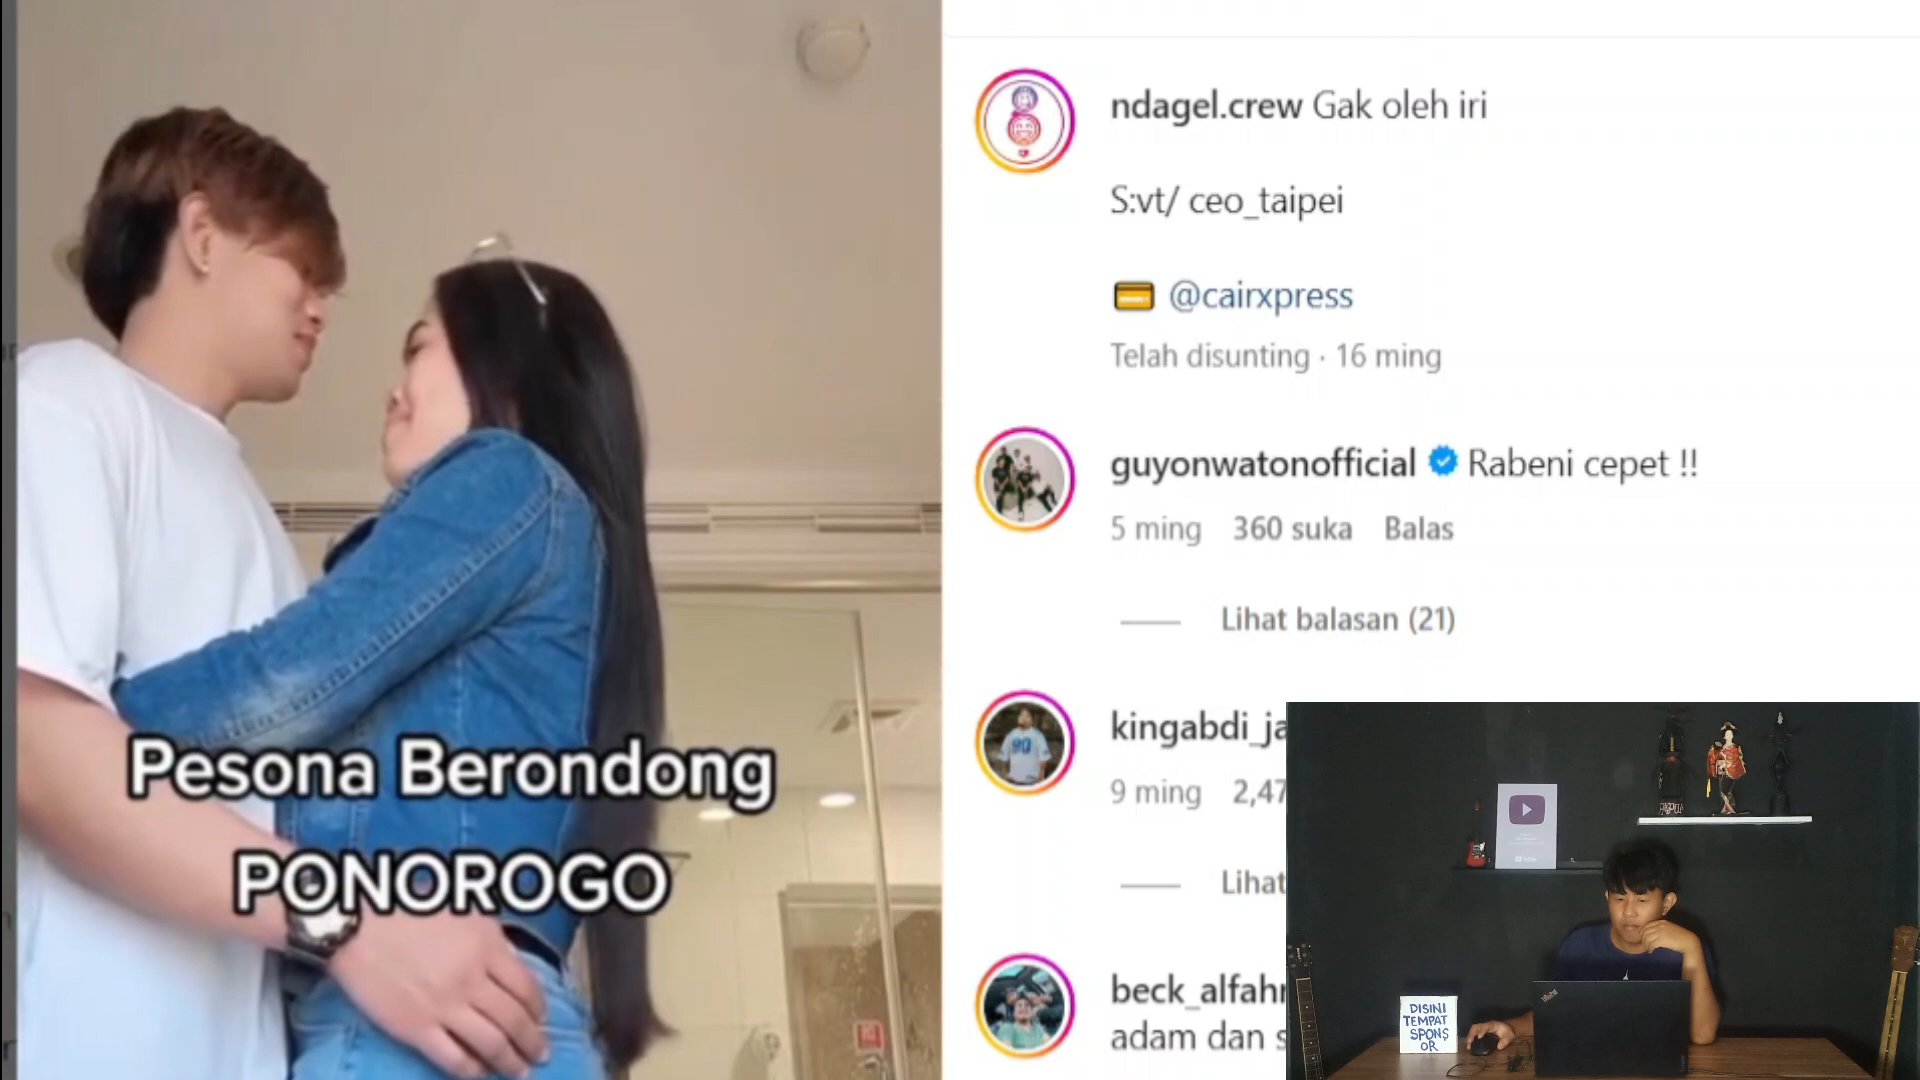 Pesona Berondong
PONOROGO
ndagel.crew Gak oleh iri
S:vt/ ceo_taipei
@cairxpress
Telah disunting · 16 ming
guyonwatonofficial Rabeni cepet !!
5 ming 360 suka Balas
Lihat balasan (21)
kingabdi_ja
9 ming 2,47
Lihat
beck_alfahr
adam dan s
DISINI
TEMPAT
SPONS
OR